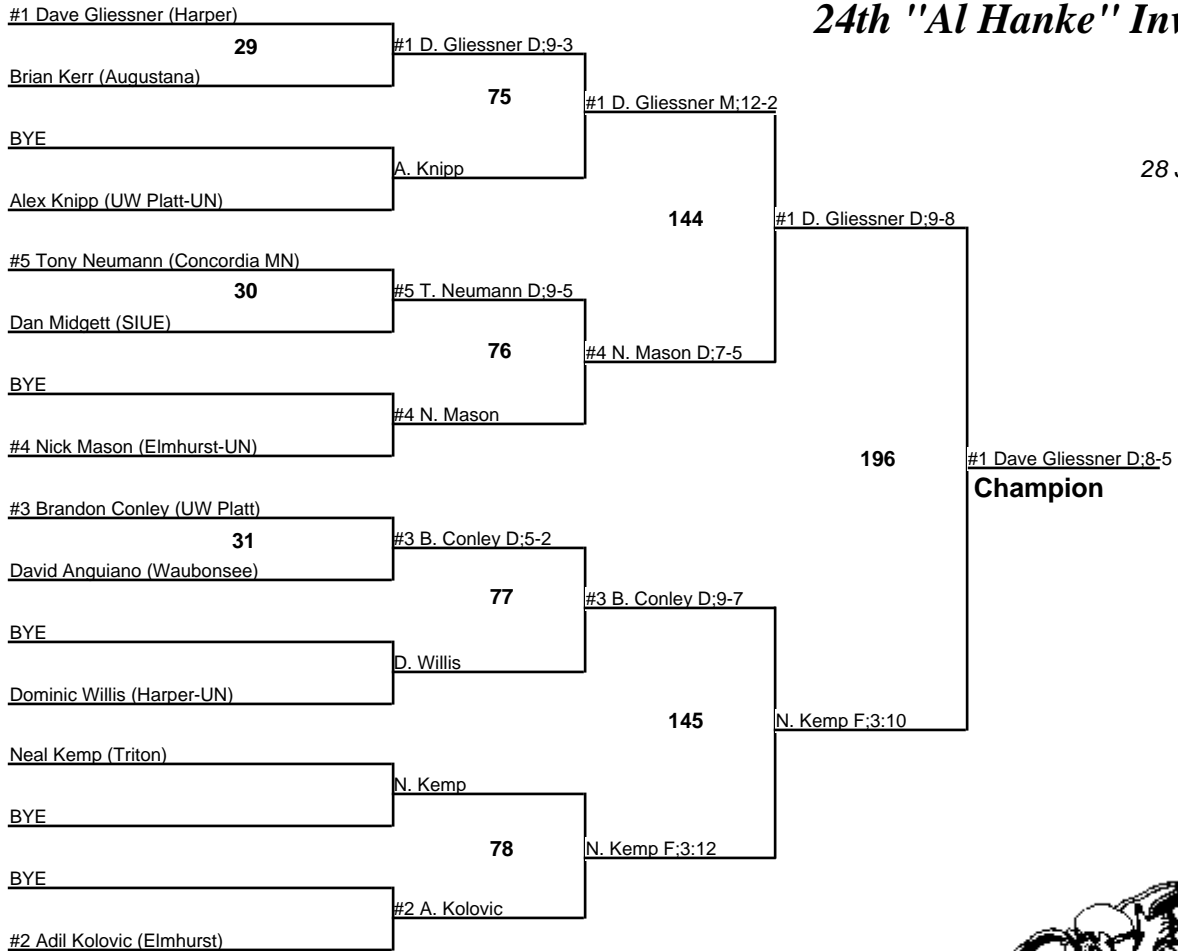 #1 Dave Gliessner (Harper)
24th "Al Hanke" Inv
29
#1 D. Gliessner D;9-3
Brian Kerr (Augustana)
75
#1 D. Gliessner M;12-2
BYE
A. Knipp
28
Alex Knipp (UW Platt-UN)
144
#1 D. Gliessner D;9-8
#5 Tony Neumann (Concordia MN)
30
#5 T. Neumann D;9-5
Dan Midgett (SIUE)
76
#4 N. Mason D;7-5
BYE
#4 N. Mason
#4 Nick Mason (Elmhurst-UN)
196
#1 Dave Gliessner D;8-5
Champion
#3 Brandon Conley (UW Platt)
31
#3 B. Conley D;5-2
David Anguiano (Waubonsee)
77
#3 B. Conley D;9-7
BYE
D. Willis
Dominic Willis (Harper-UN)
145
N. Kemp F;3:10
Neal Kemp (Triton)
N. Kemp
BYE
78
N. Kemp F;3:12
BYE
#2 A. Kolovic
#2 Adil Kolovic (Elmhurst)